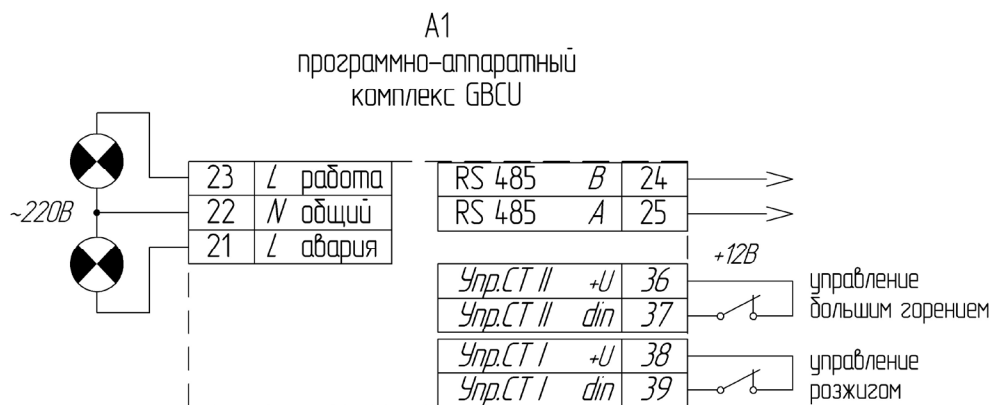 А1
программно-аппаратный
комплекс GBCU
~220В
23 L работа
22 N общий
21 L авария
RS 485 B 24
RS 485 A 25
+12В
Упр.СТ II +U 36
Упр.СТ II din 37
управление
большим горением
Упр.СТ I +U 38
Упр.СТ I din 39
управление
розжигом